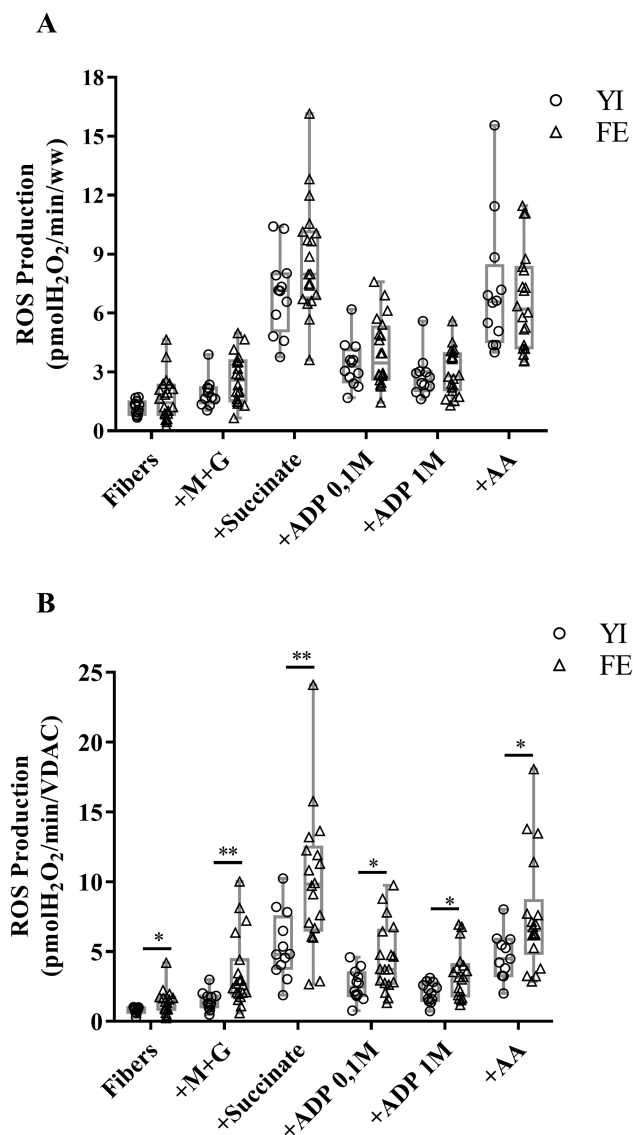 A
YI
FE
ROS Production
(pmolH₂O₂/min/ww)
18
15
12
9
6
3
0
Fibers
+M+G
+Succinate
+ADP 0,1M
+ADP 1M
+AA
B
YI
FE
ROS Production
(pmolH₂O₂/min/VDAC)
25
20
15
10
5
0
*
**
**
*
*
*
Fibers
+M+G
+Succinate
+ADP 0,1M
+ADP 1M
+AA